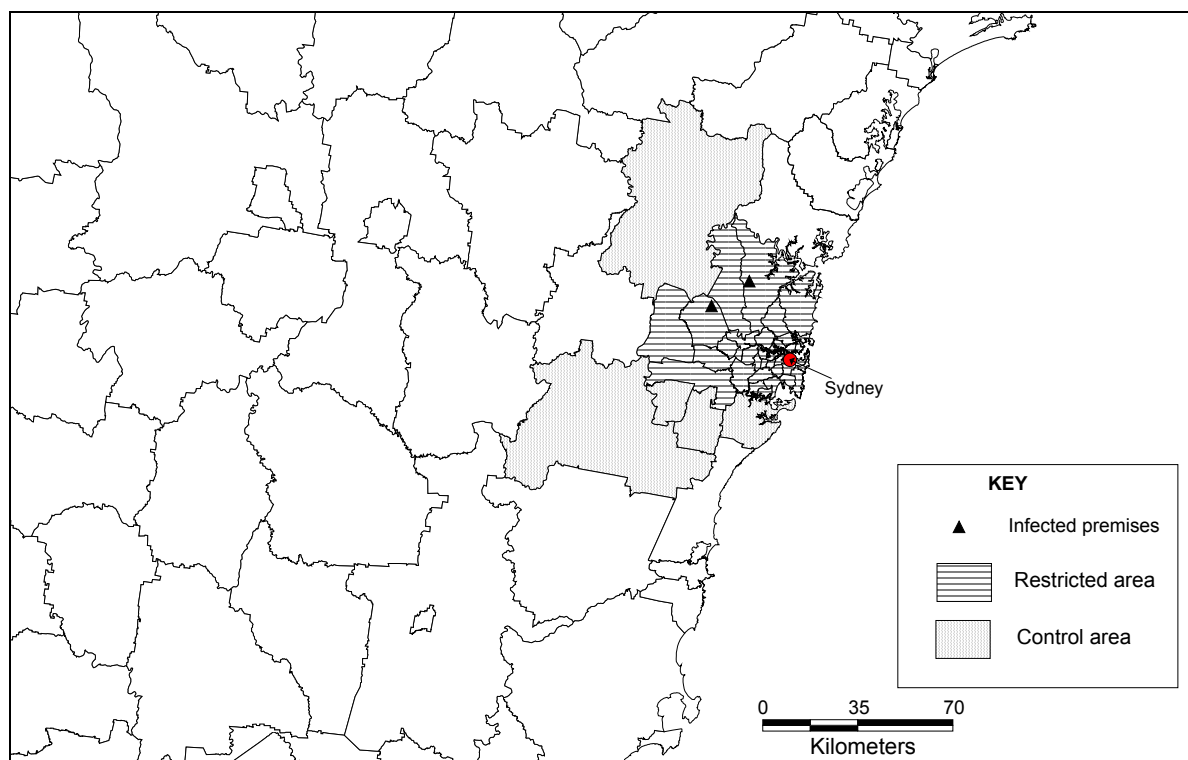 Sydney
KEY
Infected premises
Restricted area
Control area
0 35 70
Kilometers